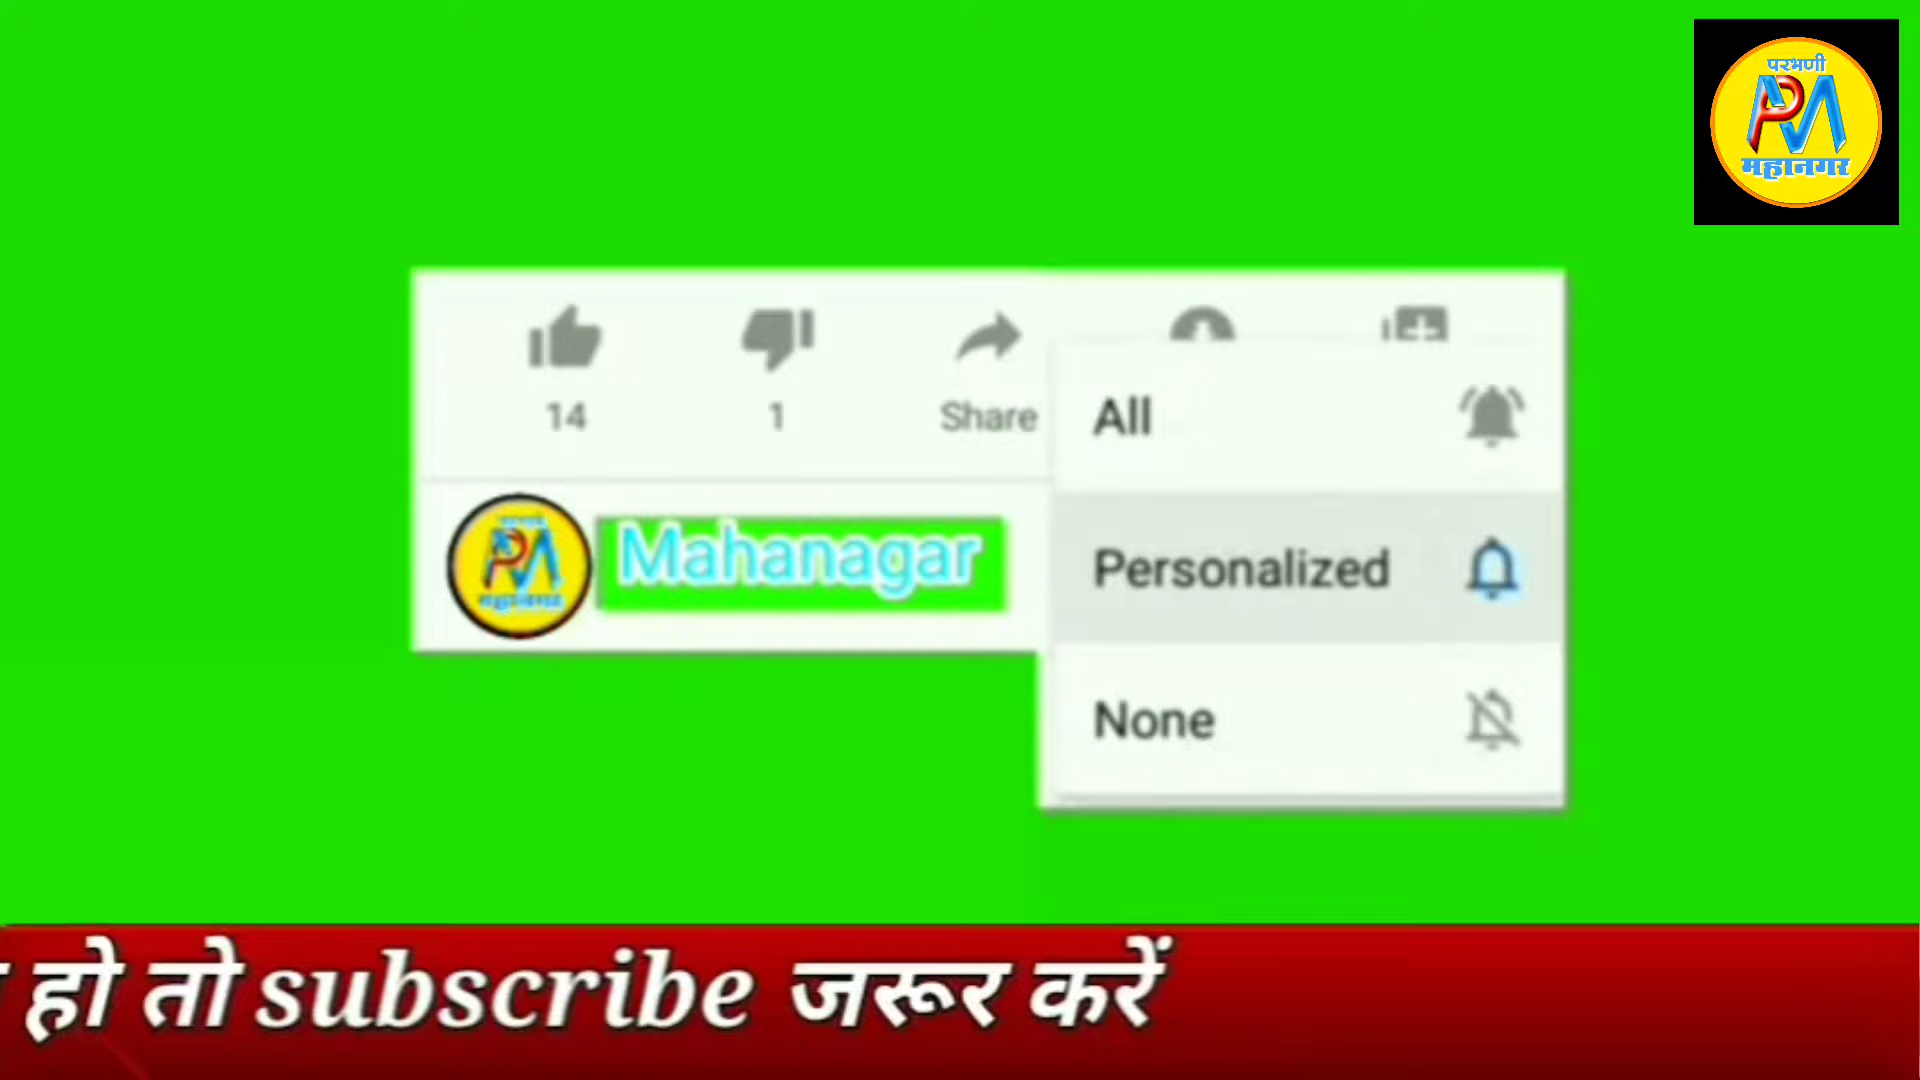 परभणी
PM
महानगर
14
1
Share
All
Mahanagar
Personalized
None
हो तो subscribe जरूर करें